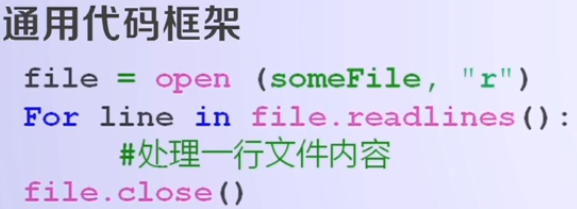 通用代码框架
file = open (someFile, "r")
For line in file.readlines():
#处理一行文件内容
file.close()